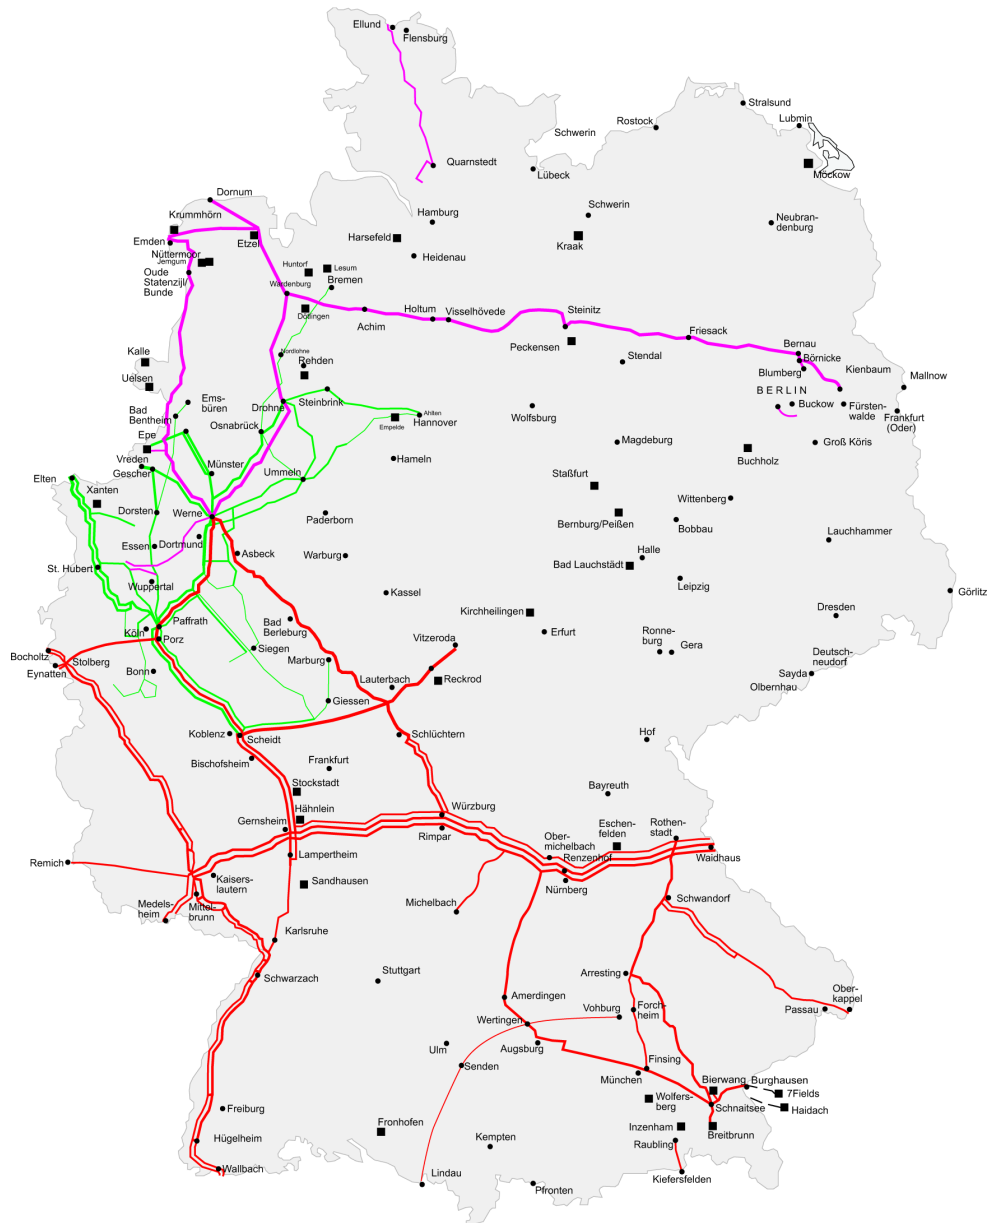 Ellund
Flensburg
Stralsund
Lubmin
Rostock
Schwerin
Quarnstedt
Lübeck
Möckow
Dornum
Schwerin
Krummhörn
Hamburg
Neubran-
denburg
Emden
Etzel
Harsefeld
Kraak
Nüttermoor
Jemgum
Heidenau
Oude
Statenzijl/
Bunde
Huntorf
Lesum
Bremen
Wardenburg
Dötlingen
Achim
Holtum
Visselhövede
Steinitz
Friesack
Peckensen
Bernau
Börnicke
Kalle
Nordlohne
Rehden
Stendal
Blumberg
Kienbaum
Mallnow
Uelsen
BERLIN
Ems-
büren
Drohne
Steinbrink
Buckow
Fürsten-
walde
Frankfurt
(Oder)
Bad
Bentheim
Osnabrück
Ahlten
Hannover
Empelde
Wolfsburg
Epe
Magdeburg
Groß Köris
Vreden
Gescher
Münster
Hameln
Buchholz
Elten
Ummeln
Staßfurt
Xanten
Wittenberg
Dorsten
Werne
Paderborn
Bernburg/Peißen
Bobbau
Lauchhammer
Essen
Dortmund
Asbeck
Warburg
Halle
Bad Lauchstädt
St. Hubert
Wuppertal
Kassel
Leipzig
Görlitz
Kirchheilingen
Dresden
Paffrath
Bad
Berleburg
Köln
Porz
Vitzeroda
Erfurt
Ronne-
burg
Gera
Bocholtz
Stolberg
Siegen
Marburg
Deutsch-
neudorf
Eynatten
Bonn
Lauterbach
Reckrod
Sayda
Olbernhau
Giessen
Koblenz
Scheidt
Schlüchtern
Hof
Bischofsheim
Frankfurt
Stockstadt
Bayreuth
Hähnlein
Würzburg
Gernsheim
Eschen-
felden
Rothen-
stadt
Rimpar
Ober-
michelbach
Renzenhof
Waidhaus
Remich
Lampertheim
Kaisers-
lautern
Sandhausen
Nürnberg
Medels-
heim
Mittel-
brunn
Michelbach
Schwandorf
Karlsruhe
Schwarzach
Stuttgart
Arresting
Ober-
kappel
Amerdingen
Vohburg
Forch-
heim
Passau
Wertingen
Ulm
Augsburg
Senden
Finsing
München
Bierwang
Burghausen
7Fields
Freiburg
Wolfers-
berg
Schnaitsee
Haidach
Fronhofen
Inzenham
Hügelheim
Kempten
Raubling
Breitbrunn
Wallbach
Lindau
Kiefersfelden
Pfronten